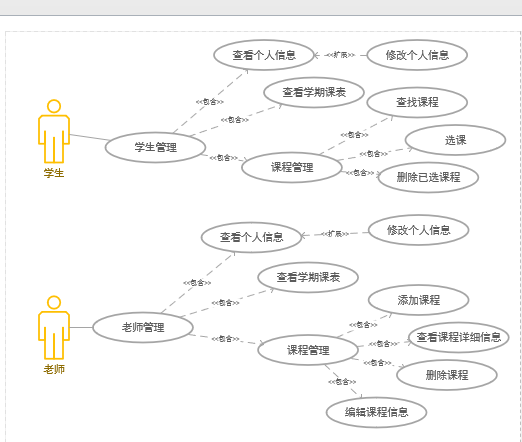 查看个人信息
<<扩展>>
修改个人信息
<<包含>>
查看学期课表
<<包含>>
查找课程
<<包含>>
选课
学生管理
<<包含>>
<<包含>>
课程管理
<<包含>>
删除已选课程
学生
查看个人信息
<<扩展>>
修改个人信息
<<包含>>
查看学期课表
<<包含>>
添加课程
老师管理
<<包含>>
<<包含>>
课程管理
<<包含>>
查看课程详细信息
<<包含>>
删除课程
老师
<<包含>>
编辑课程信息